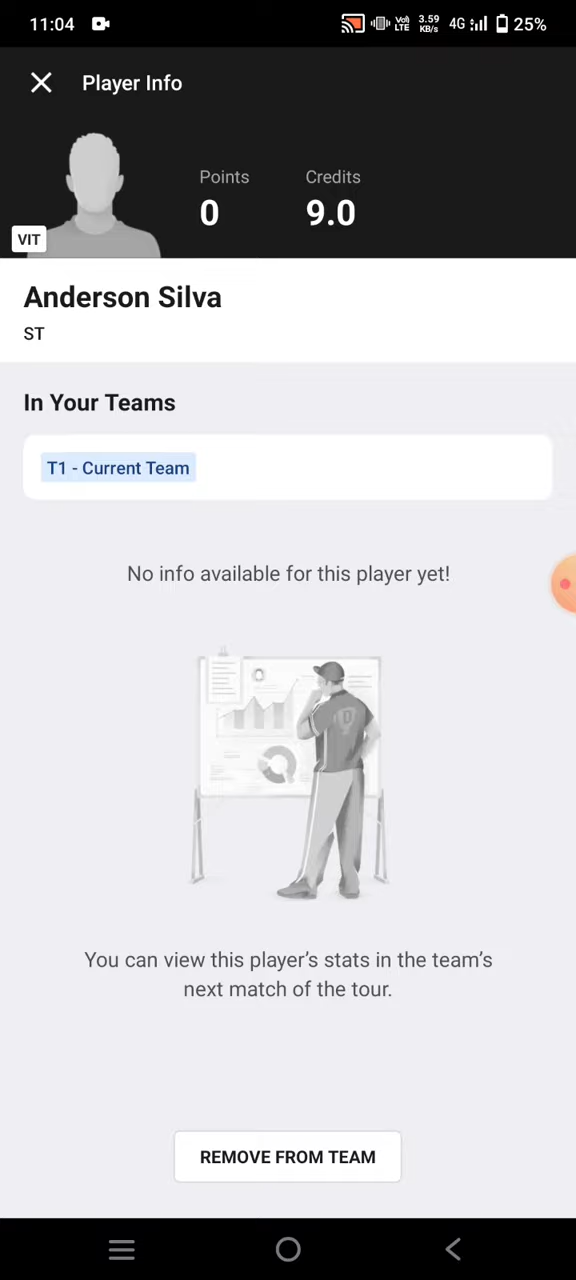 11:04 Vo) LTE 3.59 KB/s 4G 25%
Player Info
Points Credits
0 9.0
VIT
Anderson Silva
ST
In Your Teams
T1 - Current Team
No info available for this player yet!
D
You can view this player’s stats in the team’s
next match of the tour.
REMOVE FROM TEAM